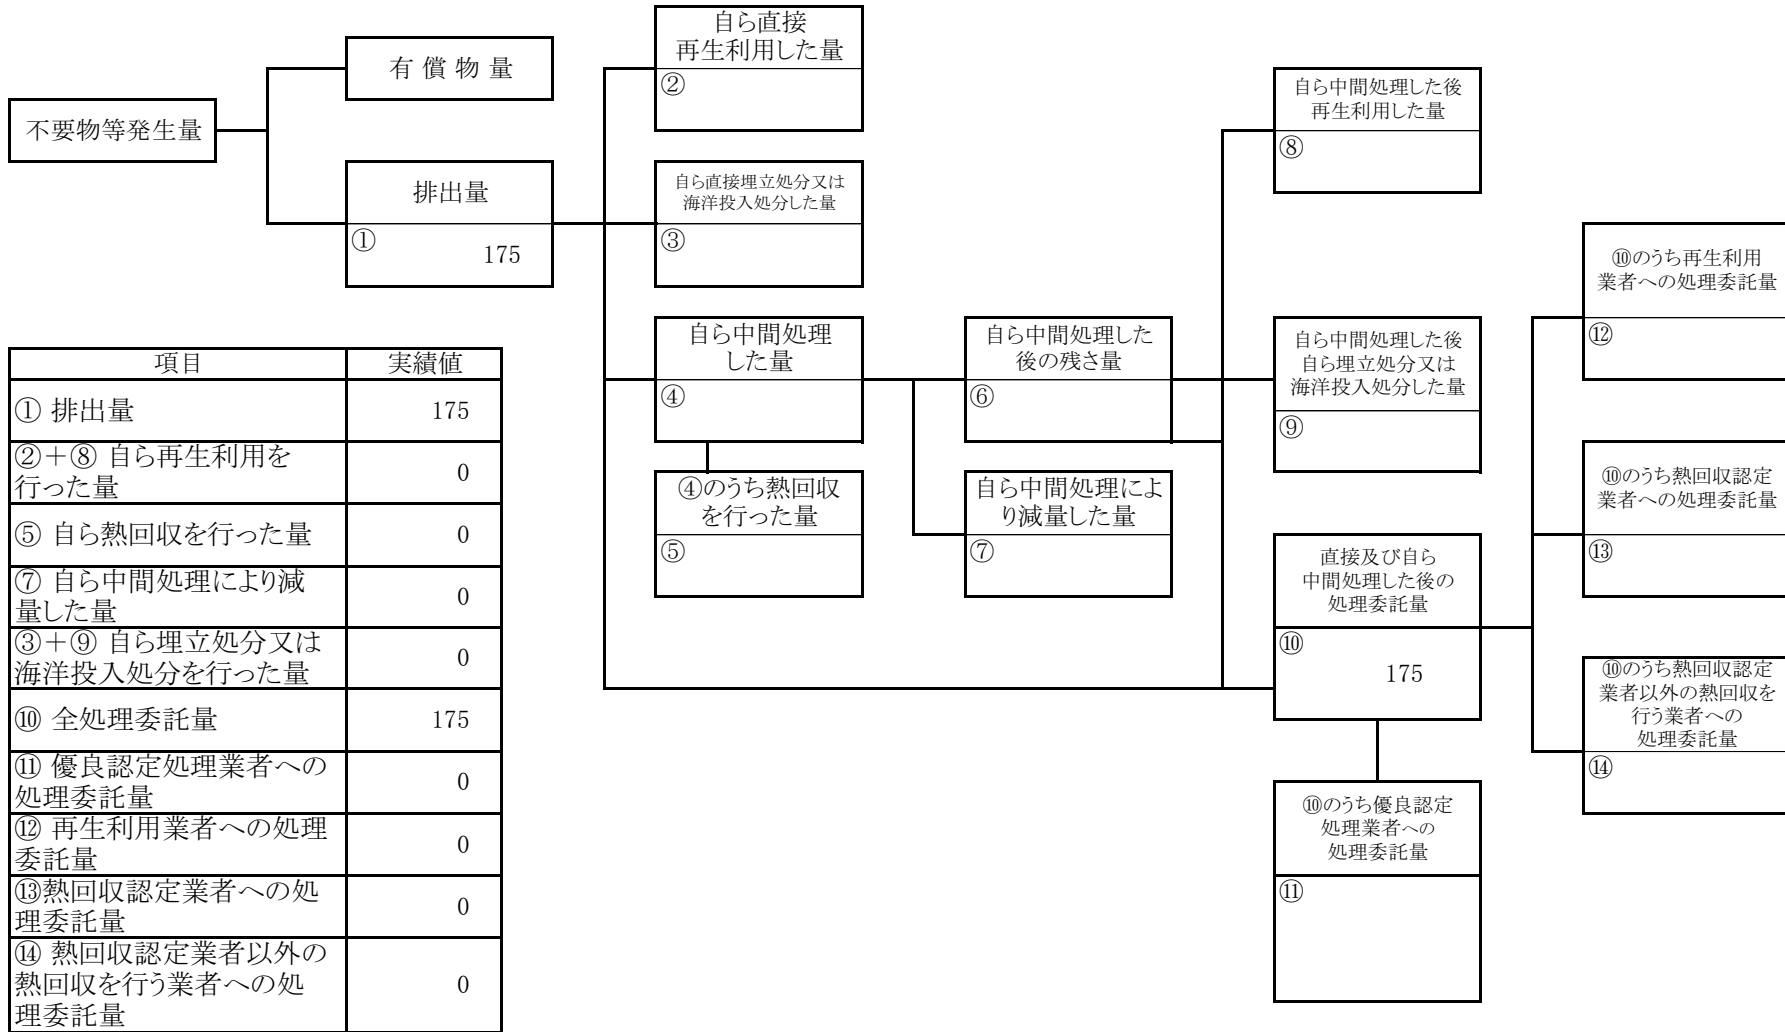 自ら直接
再生利用した量
②
有 償 物 量
不要物等発生量
排出量
①
175
自ら直接埋立処分又は
海洋投入処分した量
③
自ら中間処理した後
再生利用した量
⑧
自ら中間処理
した量
④
自ら中間処理した
後の残さ量
⑥
自ら中間処理した後
自ら埋立処分又は
海洋投入処分した量
⑨
⑩のうち再生利用
業者への処理委託量
⑫
④のうち熱回収
を行った量
⑤
自ら中間処理によ
り減量した量
⑦
直接及び自ら
中間処理した後の
処理委託量
⑩
175
⑩のうち熱回収認定
業者への処理委託量
⑬
⑩のうち熱回収認定
業者以外の熱回収を
行う業者への
処理委託量
⑭
⑩のうち優良認定
処理業者への
処理委託量
⑪
項目 実績値
① 排出量 175
②＋⑧ 自ら再生利用を
行った量 0
⑤ 自ら熱回収を行った量 0
⑦ 自ら中間処理により減
量した量 0
③＋⑨ 自ら埋立処分又は
海洋投入処分を行った量 0
⑩ 全処理委託量 175
⑪ 優良認定処理業者への
処理委託量 0
⑫ 再生利用業者への処理
委託量 0
⑬熱回収認定業者への処
理委託量 0
⑭ 熱回収認定業者以外の
熱回収を行う業者への処
理委託量 0